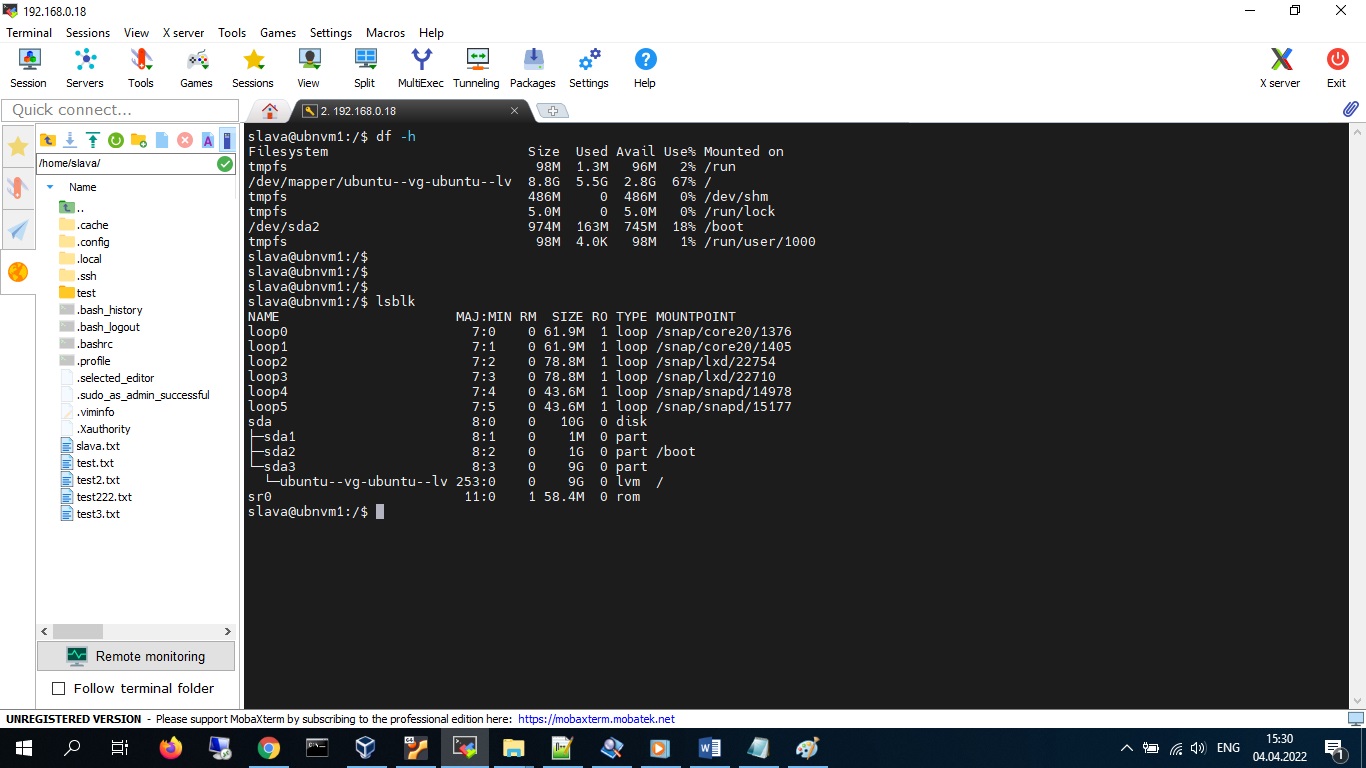 192.168.0.18
Terminal Sessions View X server Tools Games Settings Macros Help
Session Servers Tools Games Sessions View Split MultiExec Tunneling Packages Settings Help X server Exit
Quick connect...
2. 192.168.0.18
/home/slava/
Name
..
.cache
.config
.local
.ssh
test
.bash_history
.bash_logout
.bashrc
.profile
.selected_editor
.sudo_as_admin_successful
.viminfo
.Xauthority
slava.txt
test.txt
test2.txt
test222.txt
test3.txt
Remote monitoring
Follow terminal folder
slava@ubnvm1:/$ df -h
Filesystem                         Size  Used Avail Use% Mounted on
tmpfs                               98M  1.3M   96M   2% /run
/dev/mapper/ubuntu--vg-ubuntu--lv  8.8G  5.5G  2.8G  67% /
tmpfs                              486M     0  486M   0% /dev/shm
tmpfs                              5.0M     0  5.0M   0% /run/lock
/dev/sda2                          974M  163M  745M  18% /boot
tmpfs                               98M  4.0K   98M   1% /run/user/1000
slava@ubnvm1:/$
slava@ubnvm1:/$
slava@ubnvm1:/$
slava@ubnvm1:/$ lsblk
NAME                      MAJ:MIN RM  SIZE RO TYPE MOUNTPOINT
loop0                       7:0    0 61.9M  1 loop /snap/core20/1376
loop1                       7:1    0 61.9M  1 loop /snap/core20/1405
loop2                       7:2    0 78.8M  1 loop /snap/lxd/22754
loop3                       7:3    0 78.8M  1 loop /snap/lxd/22710
loop4                       7:4    0 43.6M  1 loop /snap/snapd/14978
loop5                       7:5    0 43.6M  1 loop /snap/snapd/15177
sda                         8:0    0   10G  0 disk
├─sda1                      8:1    0    1M  0 part
├─sda2                      8:2    0    1G  0 part /boot
└─sda3                      8:3    0    9G  0 part
  └─ubuntu--vg-ubuntu--lv 253:0    0    9G  0 lvm  /
sr0                        11:0    1 58.4M  0 rom
slava@ubnvm1:/$
UNREGISTERED VERSION - Please support MobaXterm by subscribing to the professional edition here: https://mobaxterm.mobatek.net
ENG
15:30
04.04.2022
1